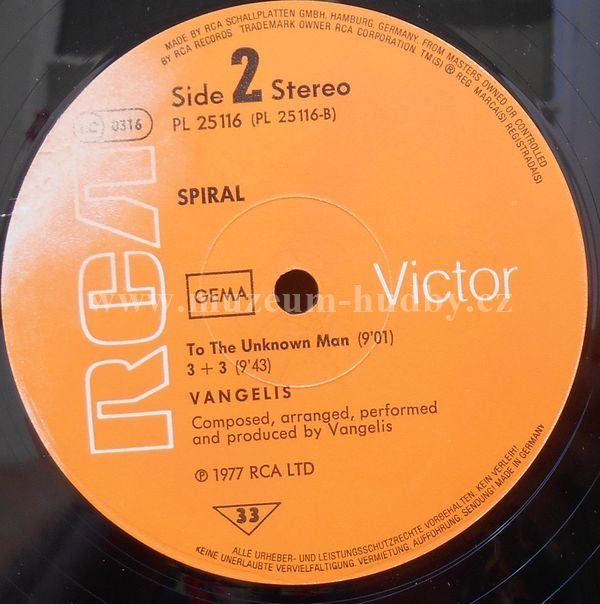 MADE BY RCA SCHALLPLATTEN GMBH, HAMBURG, GERMANY, FROM MASTERS OWNED OR CONTROLLED
BY RCA RECORDS TRADEMARK OWNER RCA CORPORATION. TM(S) ® REG MARCA(S) REGISTRADA(S)
Side 2 Stereo
PL 25116 (PL 25116-B)
LC 0316
SPIRAL
RCA
GEMA
Victor
www.muzeum-hudby.cz
To The Unknown Man (9'01)
3 + 3 (9'43)
VANGELIS
Composed, arranged, performed
and produced by Vangelis
℗ 1977 RCA LTD
33
ALLE URHEBER- UND LEISTUNGSSCHUTZRECHTE VORBEHALTEN. KEIN VERLEIH!
KEINE UNERLAUBTE VERVIELFÄLTIGUNG. VERMIETUNG. AUFFÜHRUNG. SENDUNG! MADE IN GERMANY